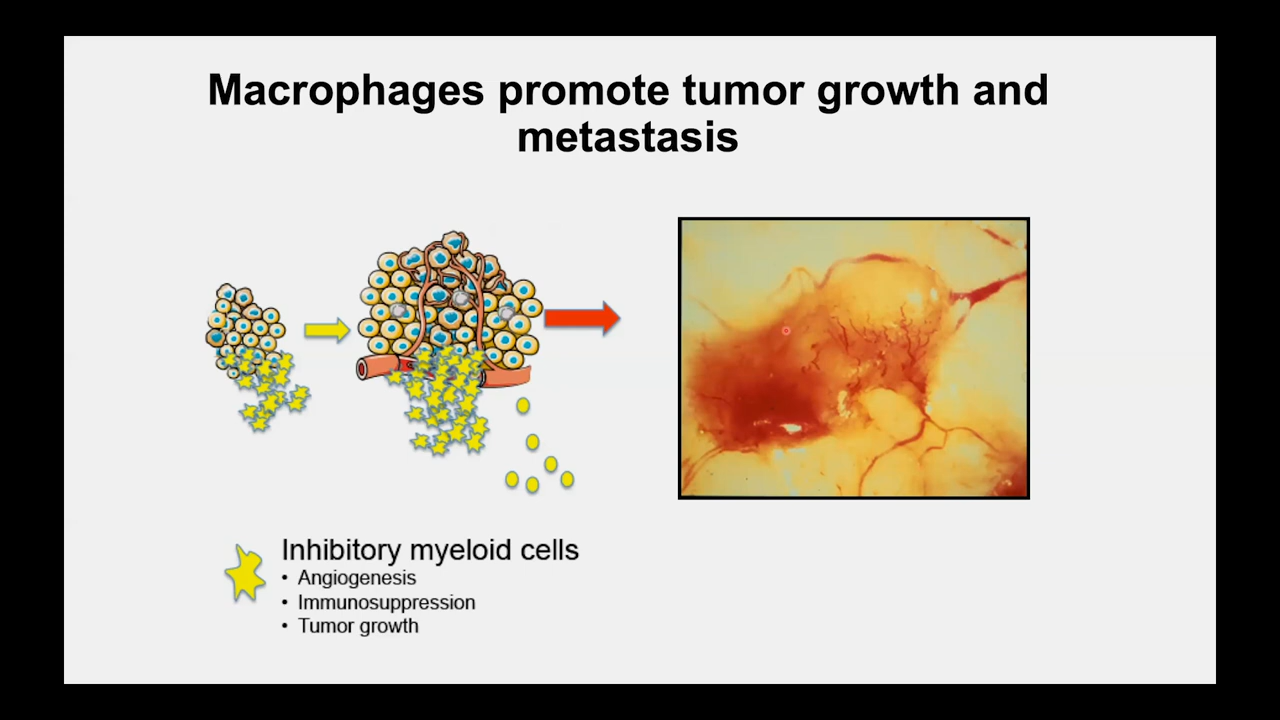 Macrophages promote tumor growth and
metastasis
Inhibitory myeloid cells
• Angiogenesis
• Immunosuppression
• Tumor growth